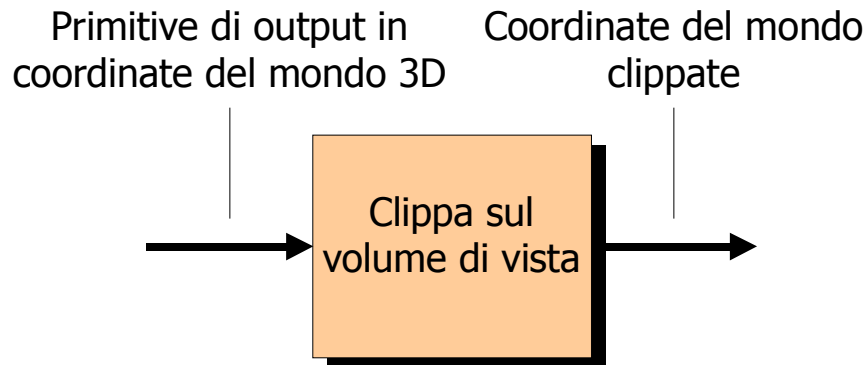 Primitive di output in
coordinate del mondo 3D
Coordinate del mondo
clippate
Clippa sul
volume di vista